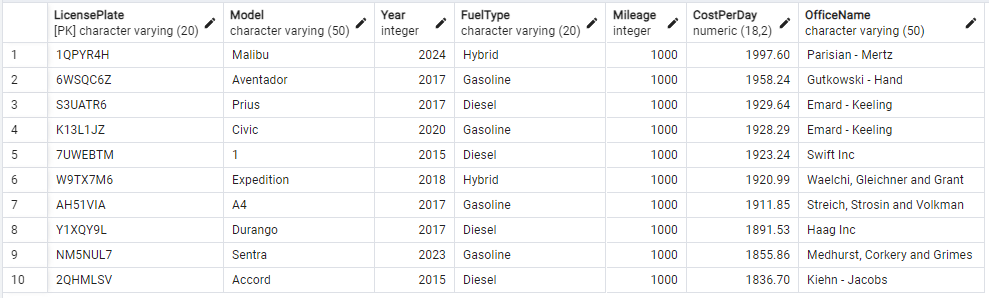 LicensePlate Model Year FuelType Mileage CostPerDay OfficeName
[PK] character varying (20) character varying (50) integer character varying (20) integer numeric (18,2) character varying (50)
1 1QPYR4H Malibu 2024 Hybrid 1000 1997.60 Parisian - Mertz
2 6WSQC6Z Aventador 2017 Gasoline 1000 1958.24 Gutkowski - Hand
3 S3UATR6 Prius 2017 Diesel 1000 1929.64 Emard - Keeling
4 K13L1JZ Civic 2020 Gasoline 1000 1928.29 Emard - Keeling
5 7UWEBTM 1 2015 Diesel 1000 1923.24 Swift Inc
6 W9TX7M6 Expedition 2018 Hybrid 1000 1920.99 Waelchi, Gleichner and Grant
7 AH51VIA A4 2017 Gasoline 1000 1911.85 Streich, Strosin and Volkman
8 Y1XQY9L Durango 2017 Diesel 1000 1891.53 Haag Inc
9 NM5NUL7 Sentra 2023 Gasoline 1000 1855.86 Medhurst, Corkery and Grimes
10 2QHMLSV Accord 2015 Diesel 1000 1836.70 Kiehn - Jacobs